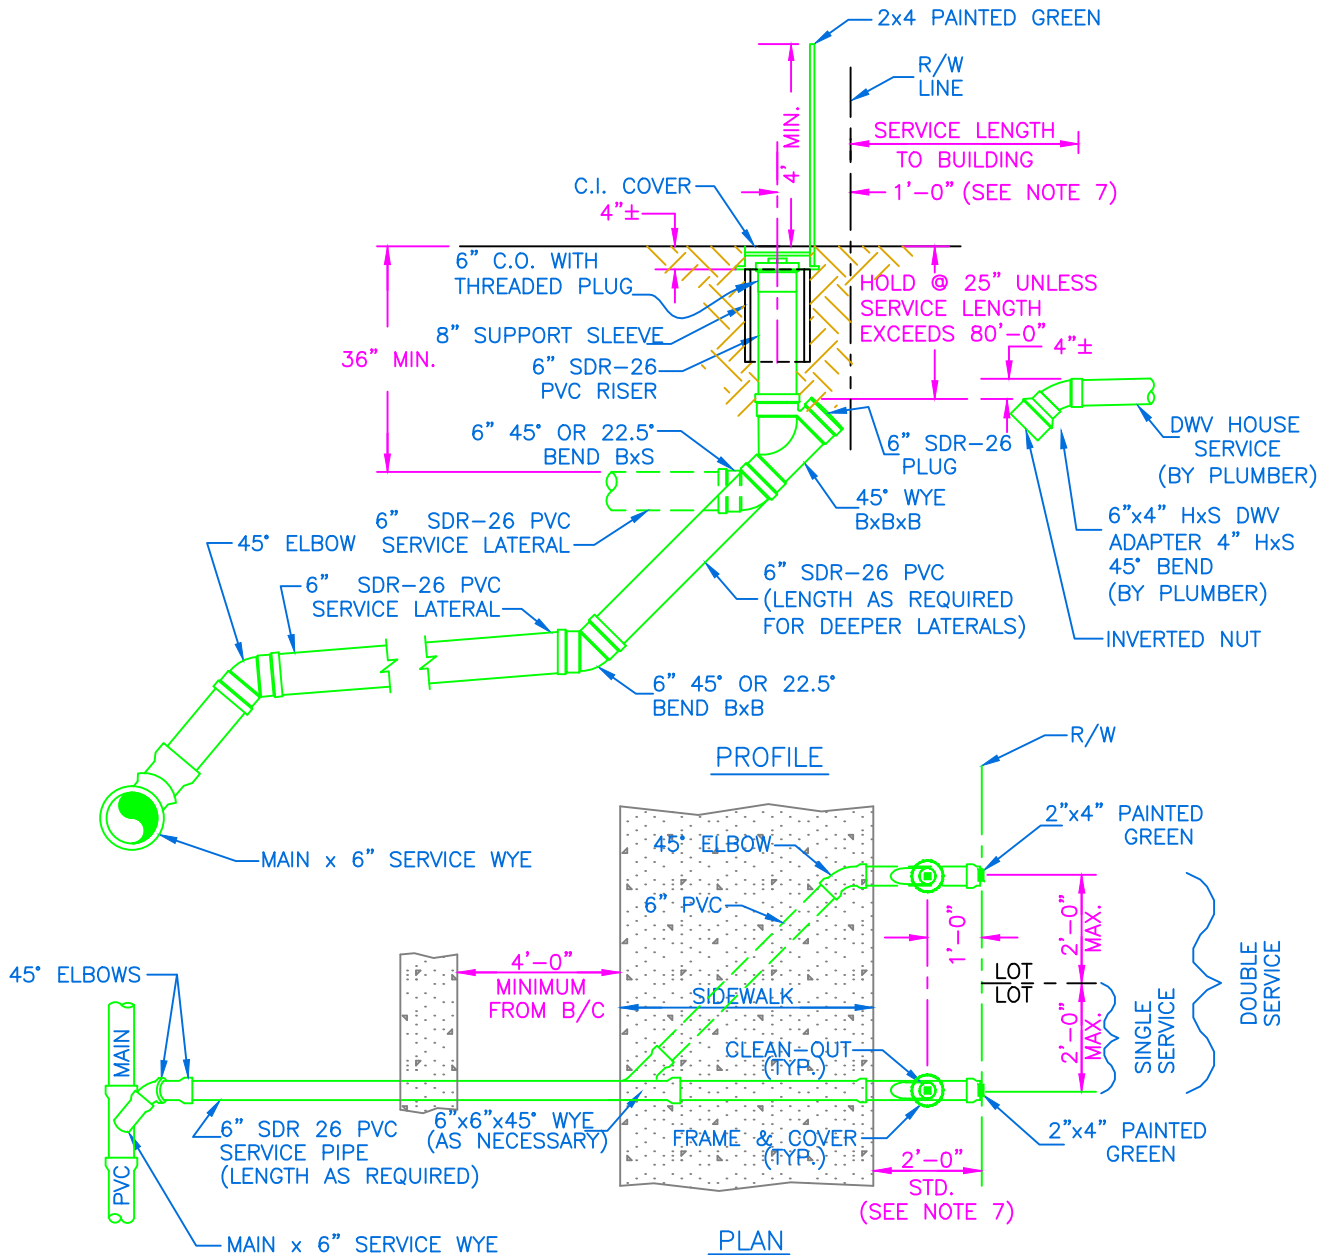 2x4 PAINTED GREEN
R/W
LINE
4' MIN.
SERVICE LENGTH
TO BUILDING
C.I. COVER
1'-0" (SEE NOTE 7)
4"±
6" C.O. WITH
THREADED PLUG
HOLD @ 25" UNLESS
SERVICE LENGTH
EXCEEDS 80'-0"
8" SUPPORT SLEEVE
36" MIN.
6" SDR-26
PVC RISER
4"±
6" 45° OR 22.5°
BEND BxS
6" SDR-26
PLUG
DWV HOUSE
SERVICE
(BY PLUMBER)
45° WYE
BxBxB
6" SDR-26 PVC
SERVICE LATERAL
45° ELBOW
6"x4" HxS DWV
ADAPTER 4" HxS
45° BEND
(BY PLUMBER)
6" SDR-26 PVC
SERVICE LATERAL
6" SDR-26 PVC
(LENGTH AS REQUIRED
FOR DEEPER LATERALS)
INVERTED NUT
6" 45° OR 22.5°
BEND BxB
PROFILE
R/W
MAIN x 6" SERVICE WYE
45° ELBOW
2"x4" PAINTED
GREEN
6" PVC
1'-0"
2'-0"
MAX.
45° ELBOWS
4'-0"
MINIMUM
FROM B/C
SIDEWALK
LOT
LOT
DOUBLE
SERVICE
MAIN
CLEAN-OUT
(TYP.)
2'-0"
MAX.
SINGLE
SERVICE
6" SDR 26 PVC
SERVICE PIPE
(LENGTH AS REQUIRED)
6"x6"x45° WYE
(AS NECESSARY)
FRAME & COVER
(TYP.)
2"x4" PAINTED
GREEN
PVC
2'-0"
STD.
(SEE NOTE 7)
MAIN x 6" SERVICE WYE
PLAN